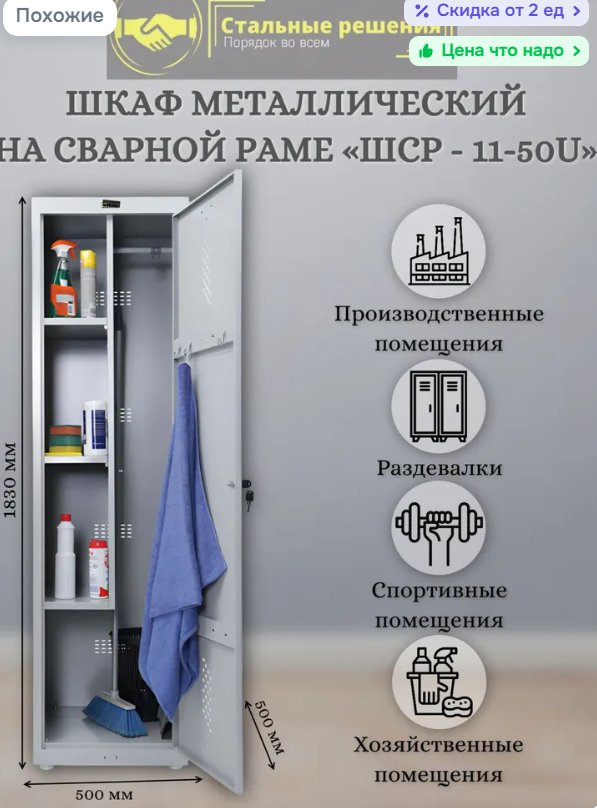 Похожие
Скидка от 2 ед
Стальные решения
Порядок во всем
Цена что надо
ШКАФ МЕТАЛЛИЧЕСКИЙ
НА СВАРНОЙ РАМЕ «ШСР - 11-50U»
Производственные
помещения
Раздевалки
1830 мм
Спортивные
помещения
500 мм
Хозяйственные
помещения
500 мм